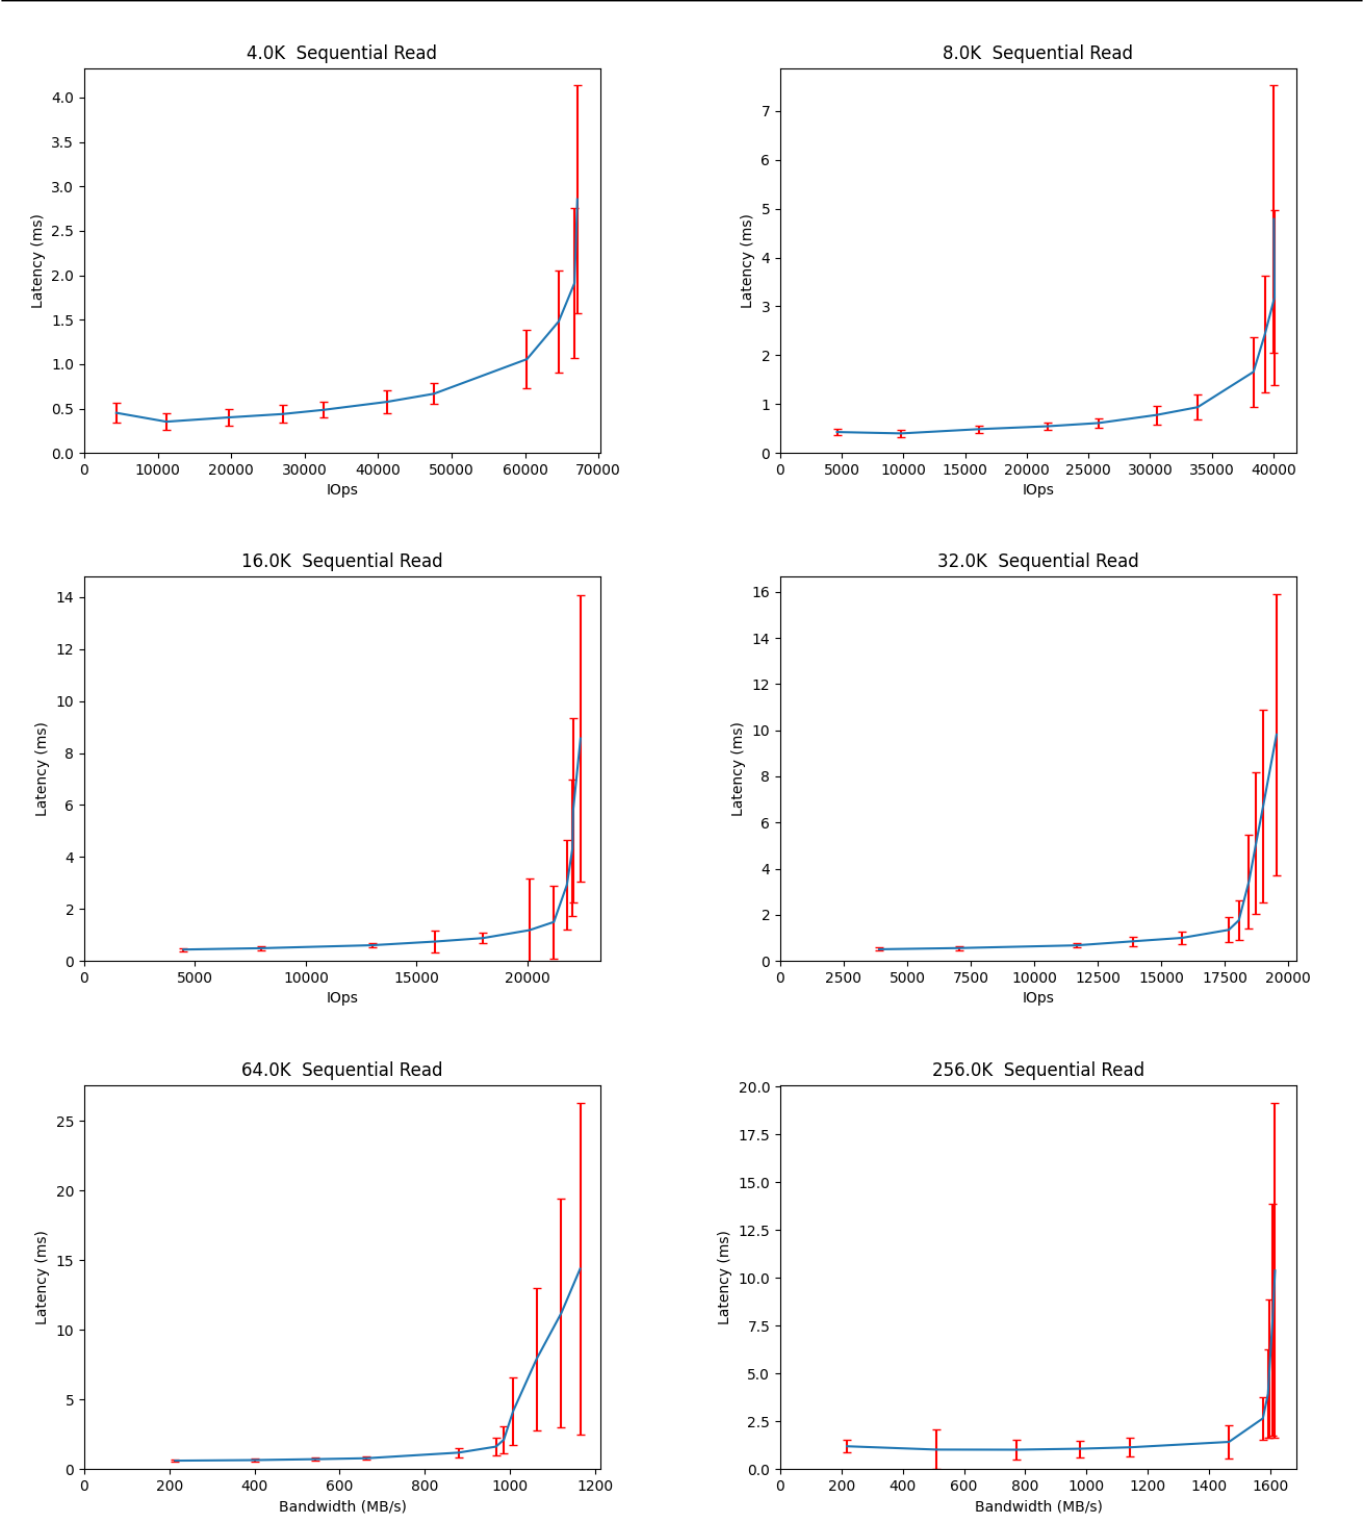 4.0K  Sequential Read
4.0
3.5
3.0
2.5
2.0
1.5
1.0
0.5
0.0
Latency (ms)
0 10000 20000 30000 40000 50000 60000 70000
IOps
8.0K  Sequential Read
7
6
5
4
3
2
1
0
Latency (ms)
0 5000 10000 15000 20000 25000 30000 35000 40000
IOps
16.0K  Sequential Read
14
12
10
8
6
4
2
0
Latency (ms)
0 5000 10000 15000 20000
IOps
32.0K  Sequential Read
16
14
12
10
8
6
4
2
0
Latency (ms)
0 2500 5000 7500 10000 12500 15000 17500 20000
IOps
64.0K  Sequential Read
25
20
15
10
5
0
Latency (ms)
0 200 400 600 800 1000 1200
Bandwidth (MB/s)
256.0K  Sequential Read
20.0
17.5
15.0
12.5
10.0
7.5
5.0
2.5
0.0
Latency (ms)
0 200 400 600 800 1000 1200 1400 1600
Bandwidth (MB/s)